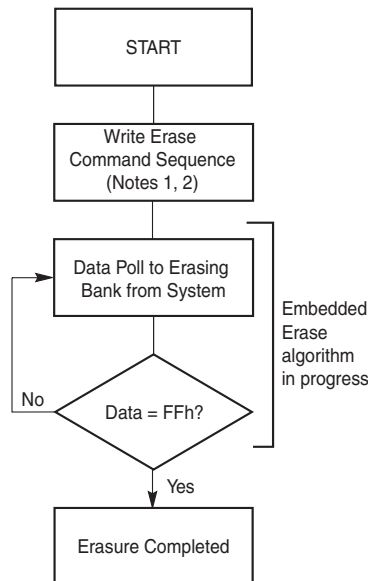 START
Write Erase
Command Sequence
(Notes 1, 2)
Data Poll to Erasing
Bank from System
Embedded
Erase
algorithm
in progress
No
Data = FFh?
Yes
Erasure Completed